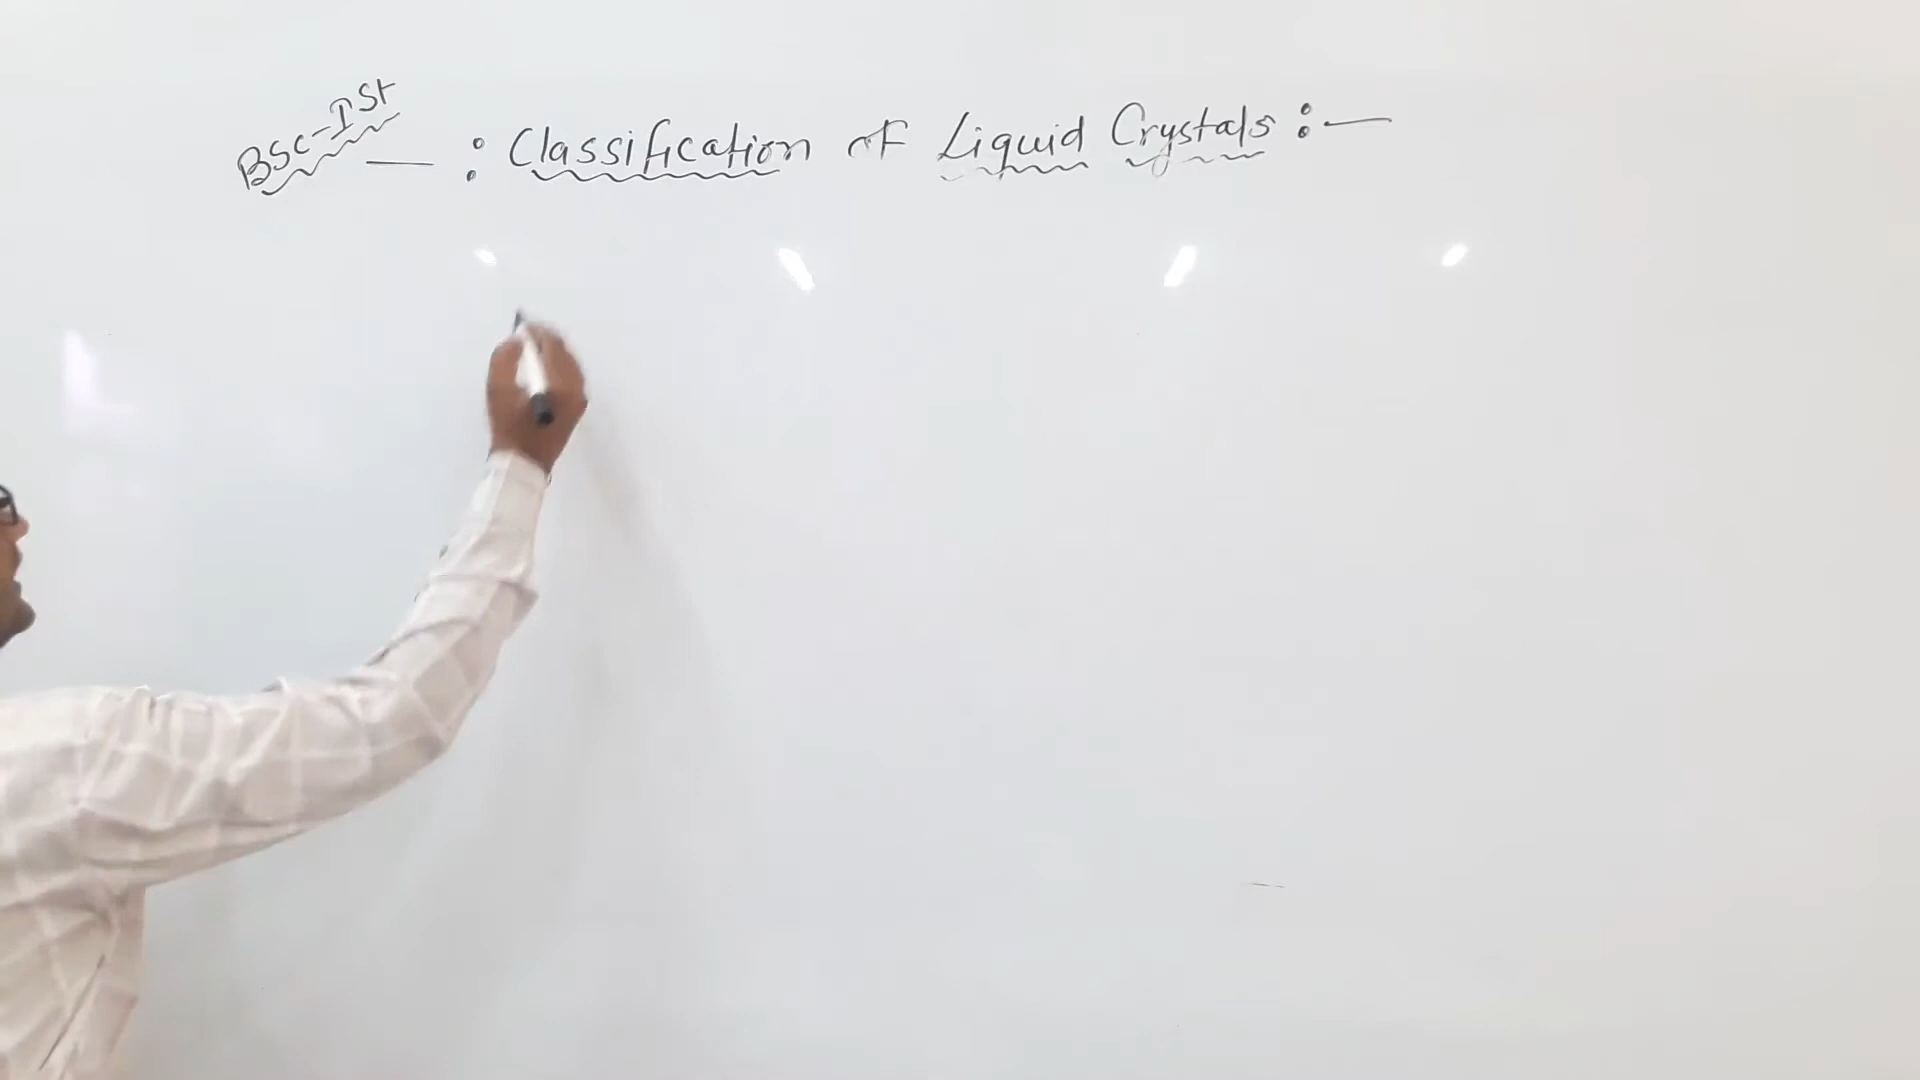 BSc-Ist
— : Classification of Liquid Crystals :—